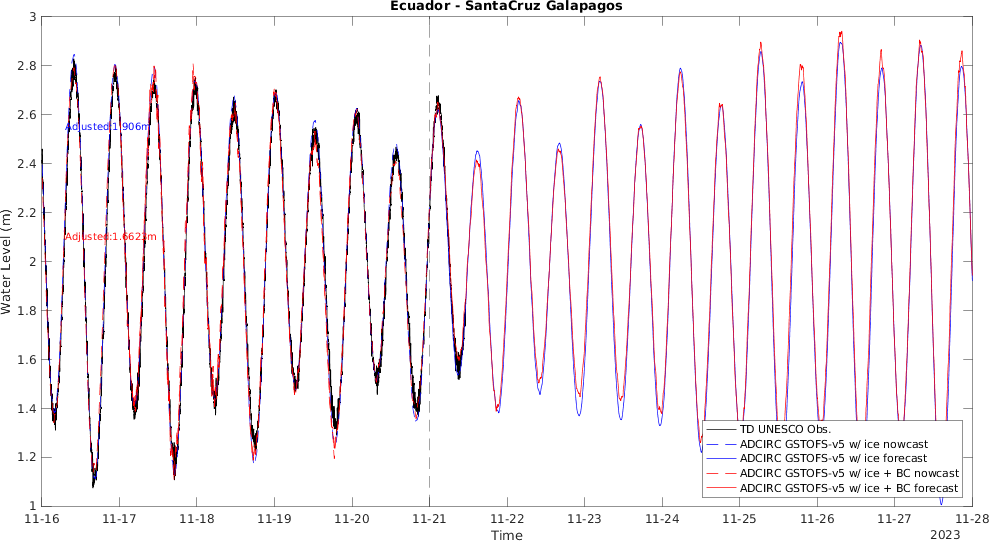 Ecuador - SantaCruz Galapagos
3
2.8
2.6
2.4
2.2
2
1.8
1.6
1.4
1.2
1
Water Level (m)
Adjusted:1.906m
Adjusted:1.6623m
TD UNESCO Obs.
ADCIRC GSTOFS-v5 w/ ice nowcast
ADCIRC GSTOFS-v5 w/ ice forecast
ADCIRC GSTOFS-v5 w/ ice + BC nowcast
ADCIRC GSTOFS-v5 w/ ice + BC forecast
11-16 11-17 11-18 11-19 11-20 11-21 11-22 11-23 11-24 11-25 11-26 11-27 11-28
Time
2023